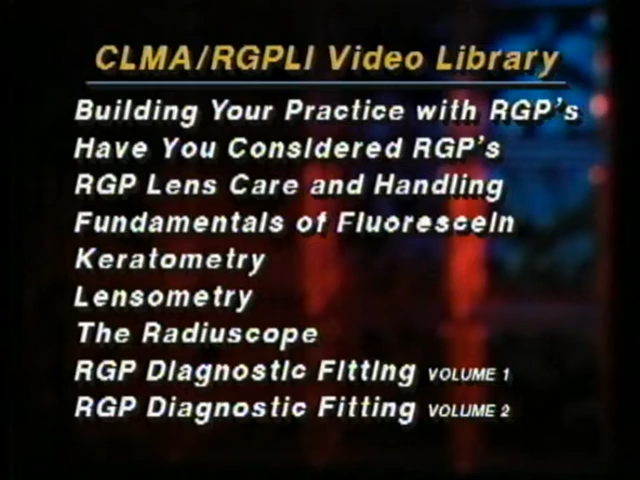 CLMA/RGPLI Video Library
Building Your Practice with RGP's
Have You Considered RGP's
RGP Lens Care and Handling
Fundamentals of Fluorescein
Keratometry
Lensometry
The Radiuscope
RGP Diagnostic Fitting VOLUME 1
RGP Diagnostic Fitting VOLUME 2